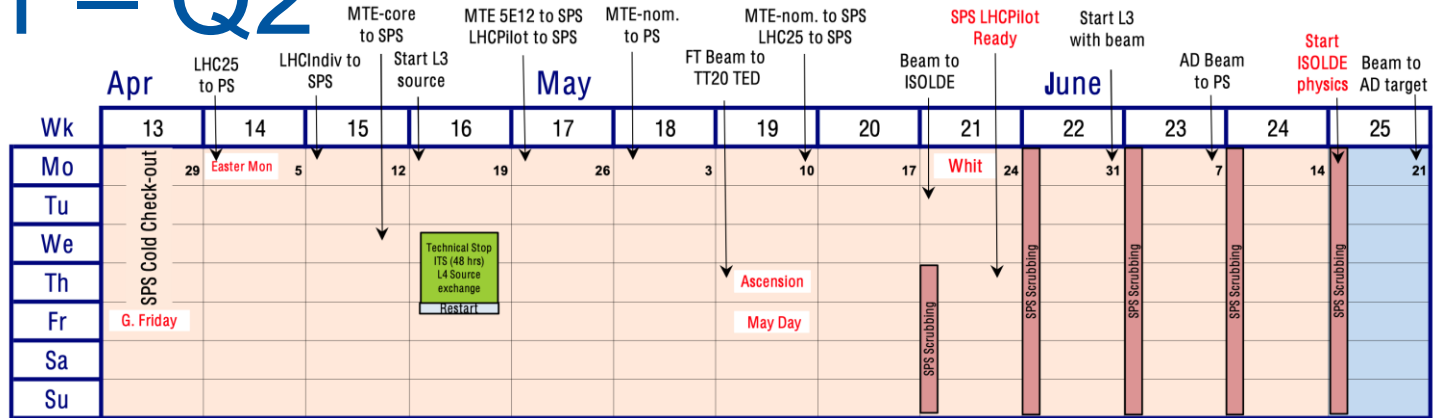 1 – Q2
MTE-core
to SPS
MTE 5E12 to SPS
LHCPilot to SPS
MTE-nom.
to PS
MTE-nom. to SPS
LHC25 to SPS
SPS LHCPilot
Ready
Start L3
with beam
LHC25
to PS
LHCIndiv to
SPS
Start L3
source
FT Beam to
TT20 TED
Beam to
ISOLDE
AD Beam
to PS
Start
ISOLDE
physics
Beam to
AD target
Apr May June
Wk 13 14 15 16 17 18 19 20 21 22 23 24 25
Mo 29 Easter Mon 5 12 19 26 3 10 17 Whit 24 31 7 14 21
Tu
We
Th
Fr
Sa
Su
SPS Cold Check-out
G. Friday
Technical Stop
ITS (48 hrs)
L4 Source
exchange
Restart
Ascension
May Day
SPS Scrubbing
SPS Scrubbing
SPS Scrubbing
SPS Scrubbing
SPS Scrubbing